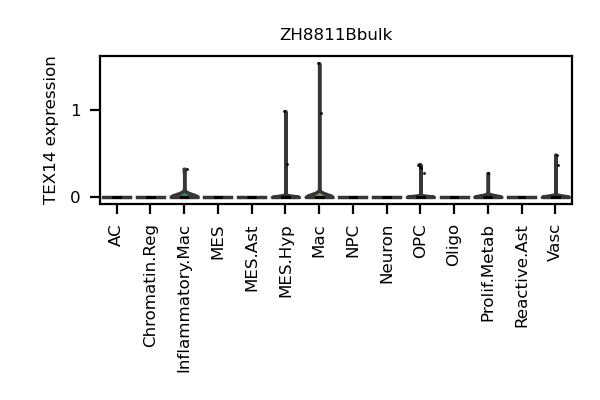 ZH8811Bbulk
TEX14 expression
1
0
AC
Chromatin.Reg
Inflammatory.Mac
MES
MES.Ast
MES.Hyp
Mac
NPC
Neuron
OPC
Oligo
Prolif.Metab
Reactive.Ast
Vasc